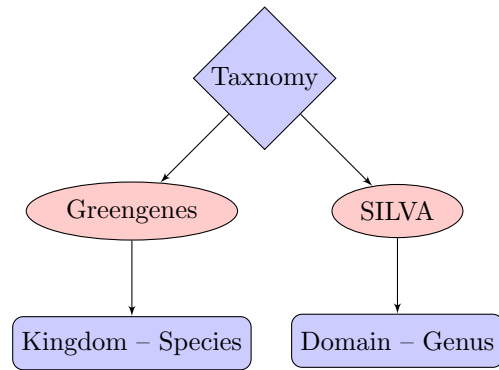 Taxnomy
Greengenes
SILVA
Kingdom – Species
Domain – Genus